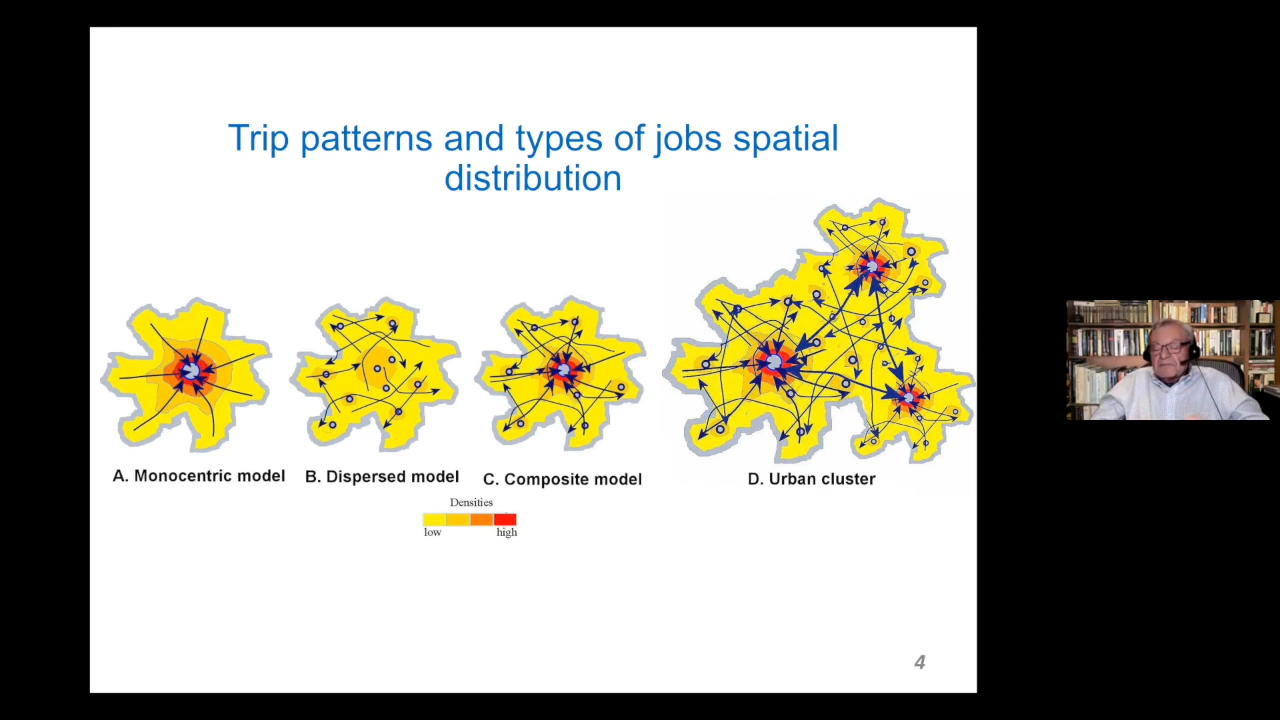 Trip patterns and types of jobs spatial
distribution
A. Monocentric model
B. Dispersed model
C. Composite model
D. Urban cluster
Densities
low
high
4